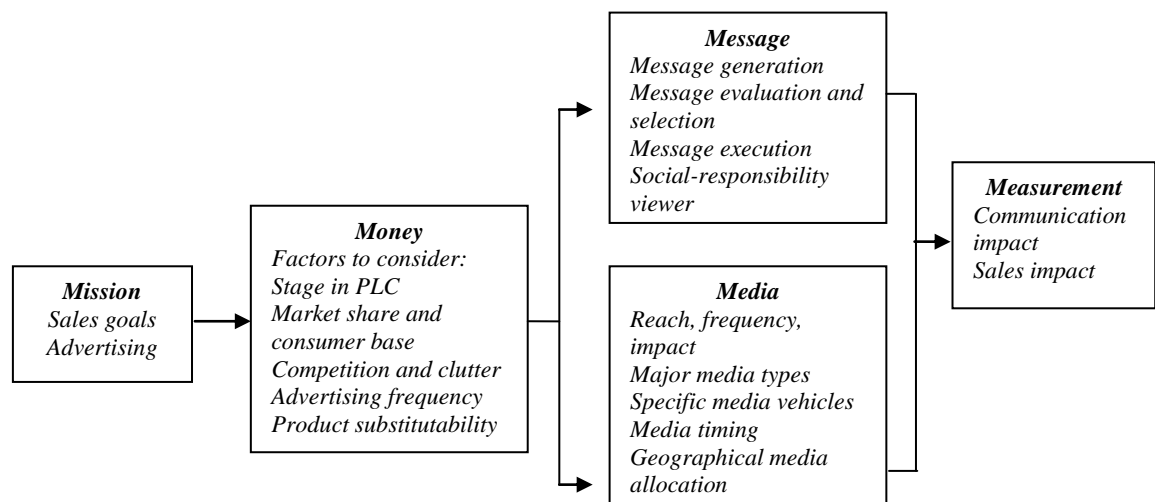 Mission
Sales goals
Advertising
Money
Factors to consider:
Stage in PLC
Market share and
consumer base
Competition and clutter
Advertising frequency
Product substitutability
Message
Message generation
Message evaluation and
selection
Message execution
Social-responsibility
viewer
Media
Reach, frequency,
impact
Major media types
Specific media vehicles
Media timing
Geographical media
allocation
Measurement
Communication
impact
Sales impact